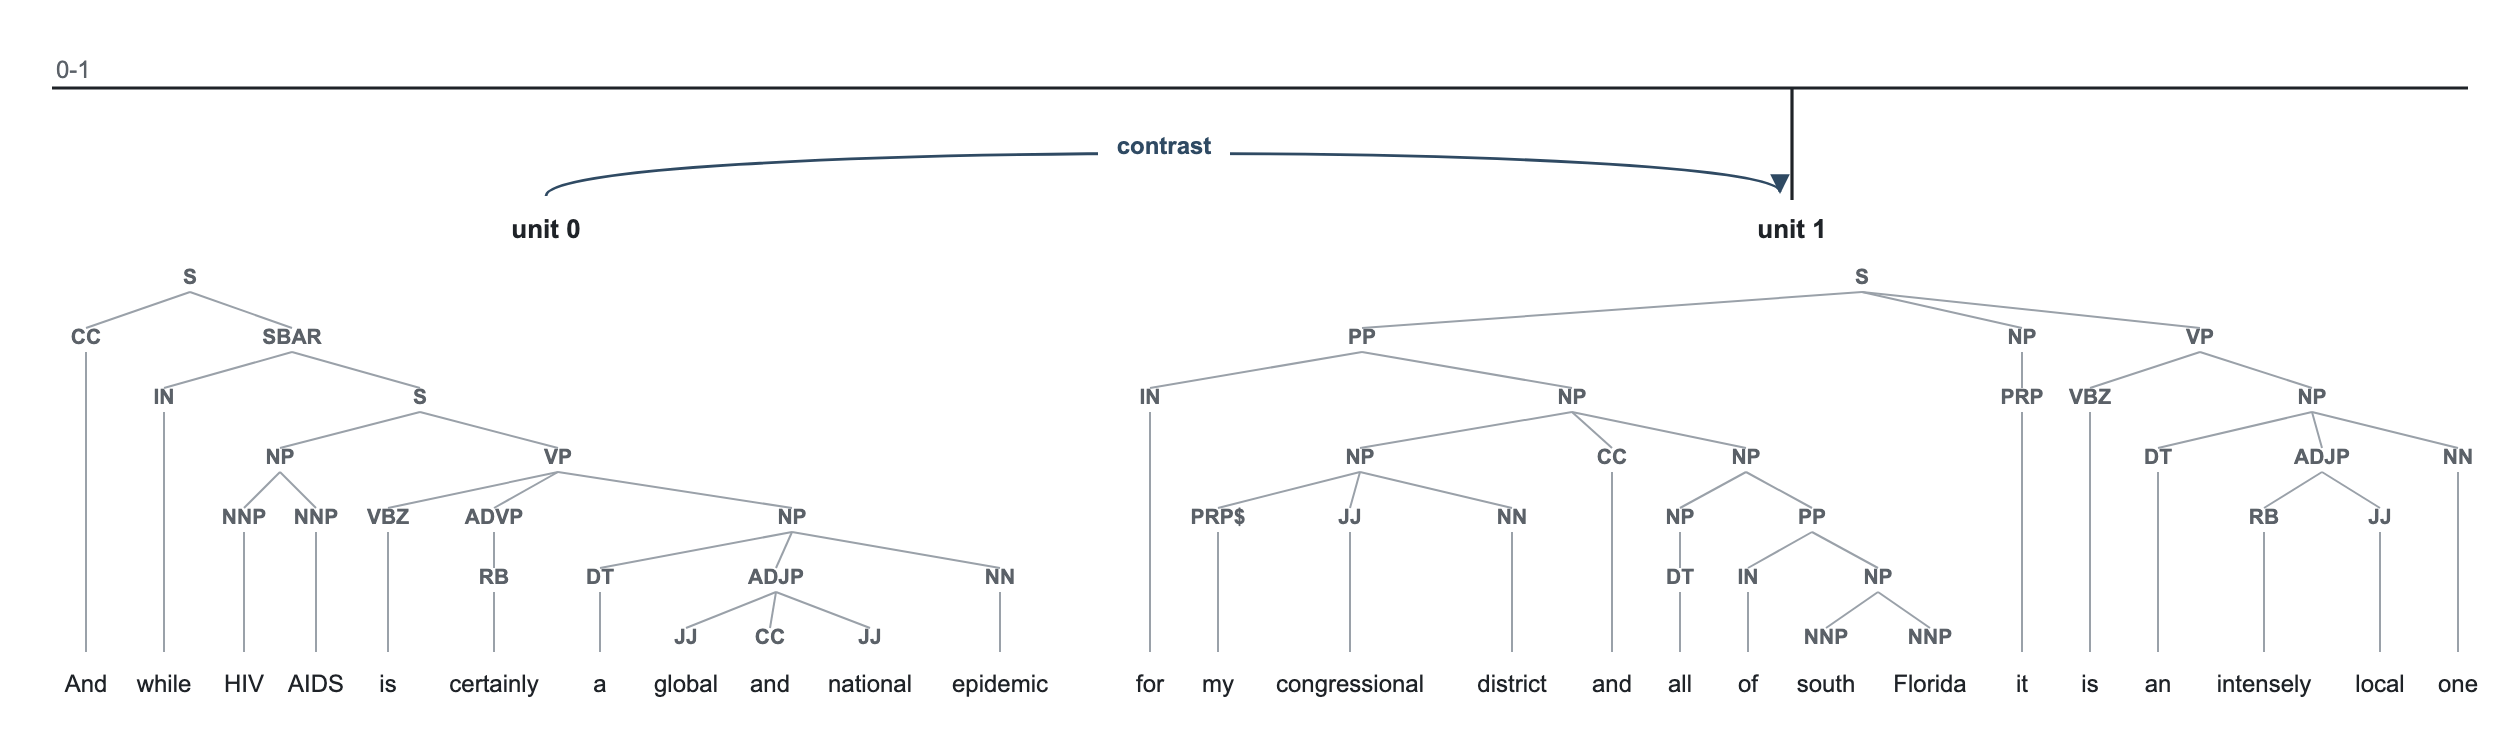 0-1
contrast
unit 0 unit 1
S S
CC SBAR PP NP VP
IN S IN NP PRP VBZ NP
NP VP NP CC NP DT ADJP NN
NNP NNP VBZ ADVP NP PRP$ JJ NN NP PP RB JJ
RB DT ADJP NN DT IN NP
JJ CC JJ NNP NNP
And while HIV AIDS is certainly a global and national epidemic for my congressional district and all of south Florida it is an intensely local one